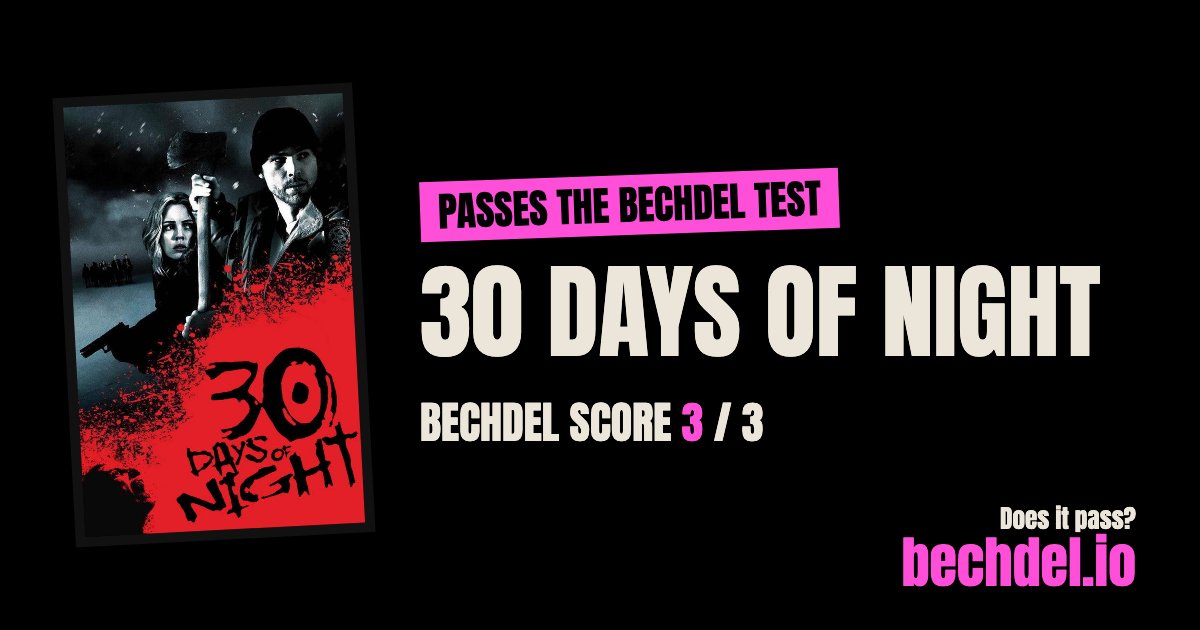 30
DAYS OF
NIGHT
PASSES THE BECHDEL TEST
30 DAYS OF NIGHT
BECHDEL SCORE 3 / 3
Does it pass?
bechdel.io